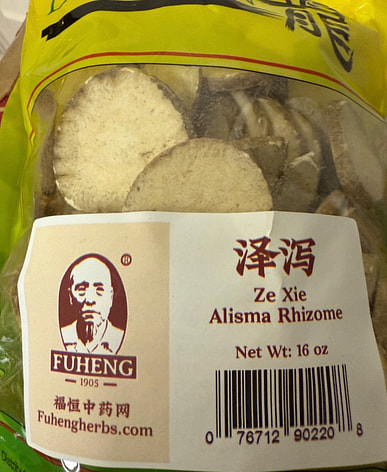 泽泻
Ze Xie
Alisma Rhizome
Net Wt: 16 oz
0 76712 90220 8
®
FUHENG
1905
福恒中药网
Fuhengherbs.com